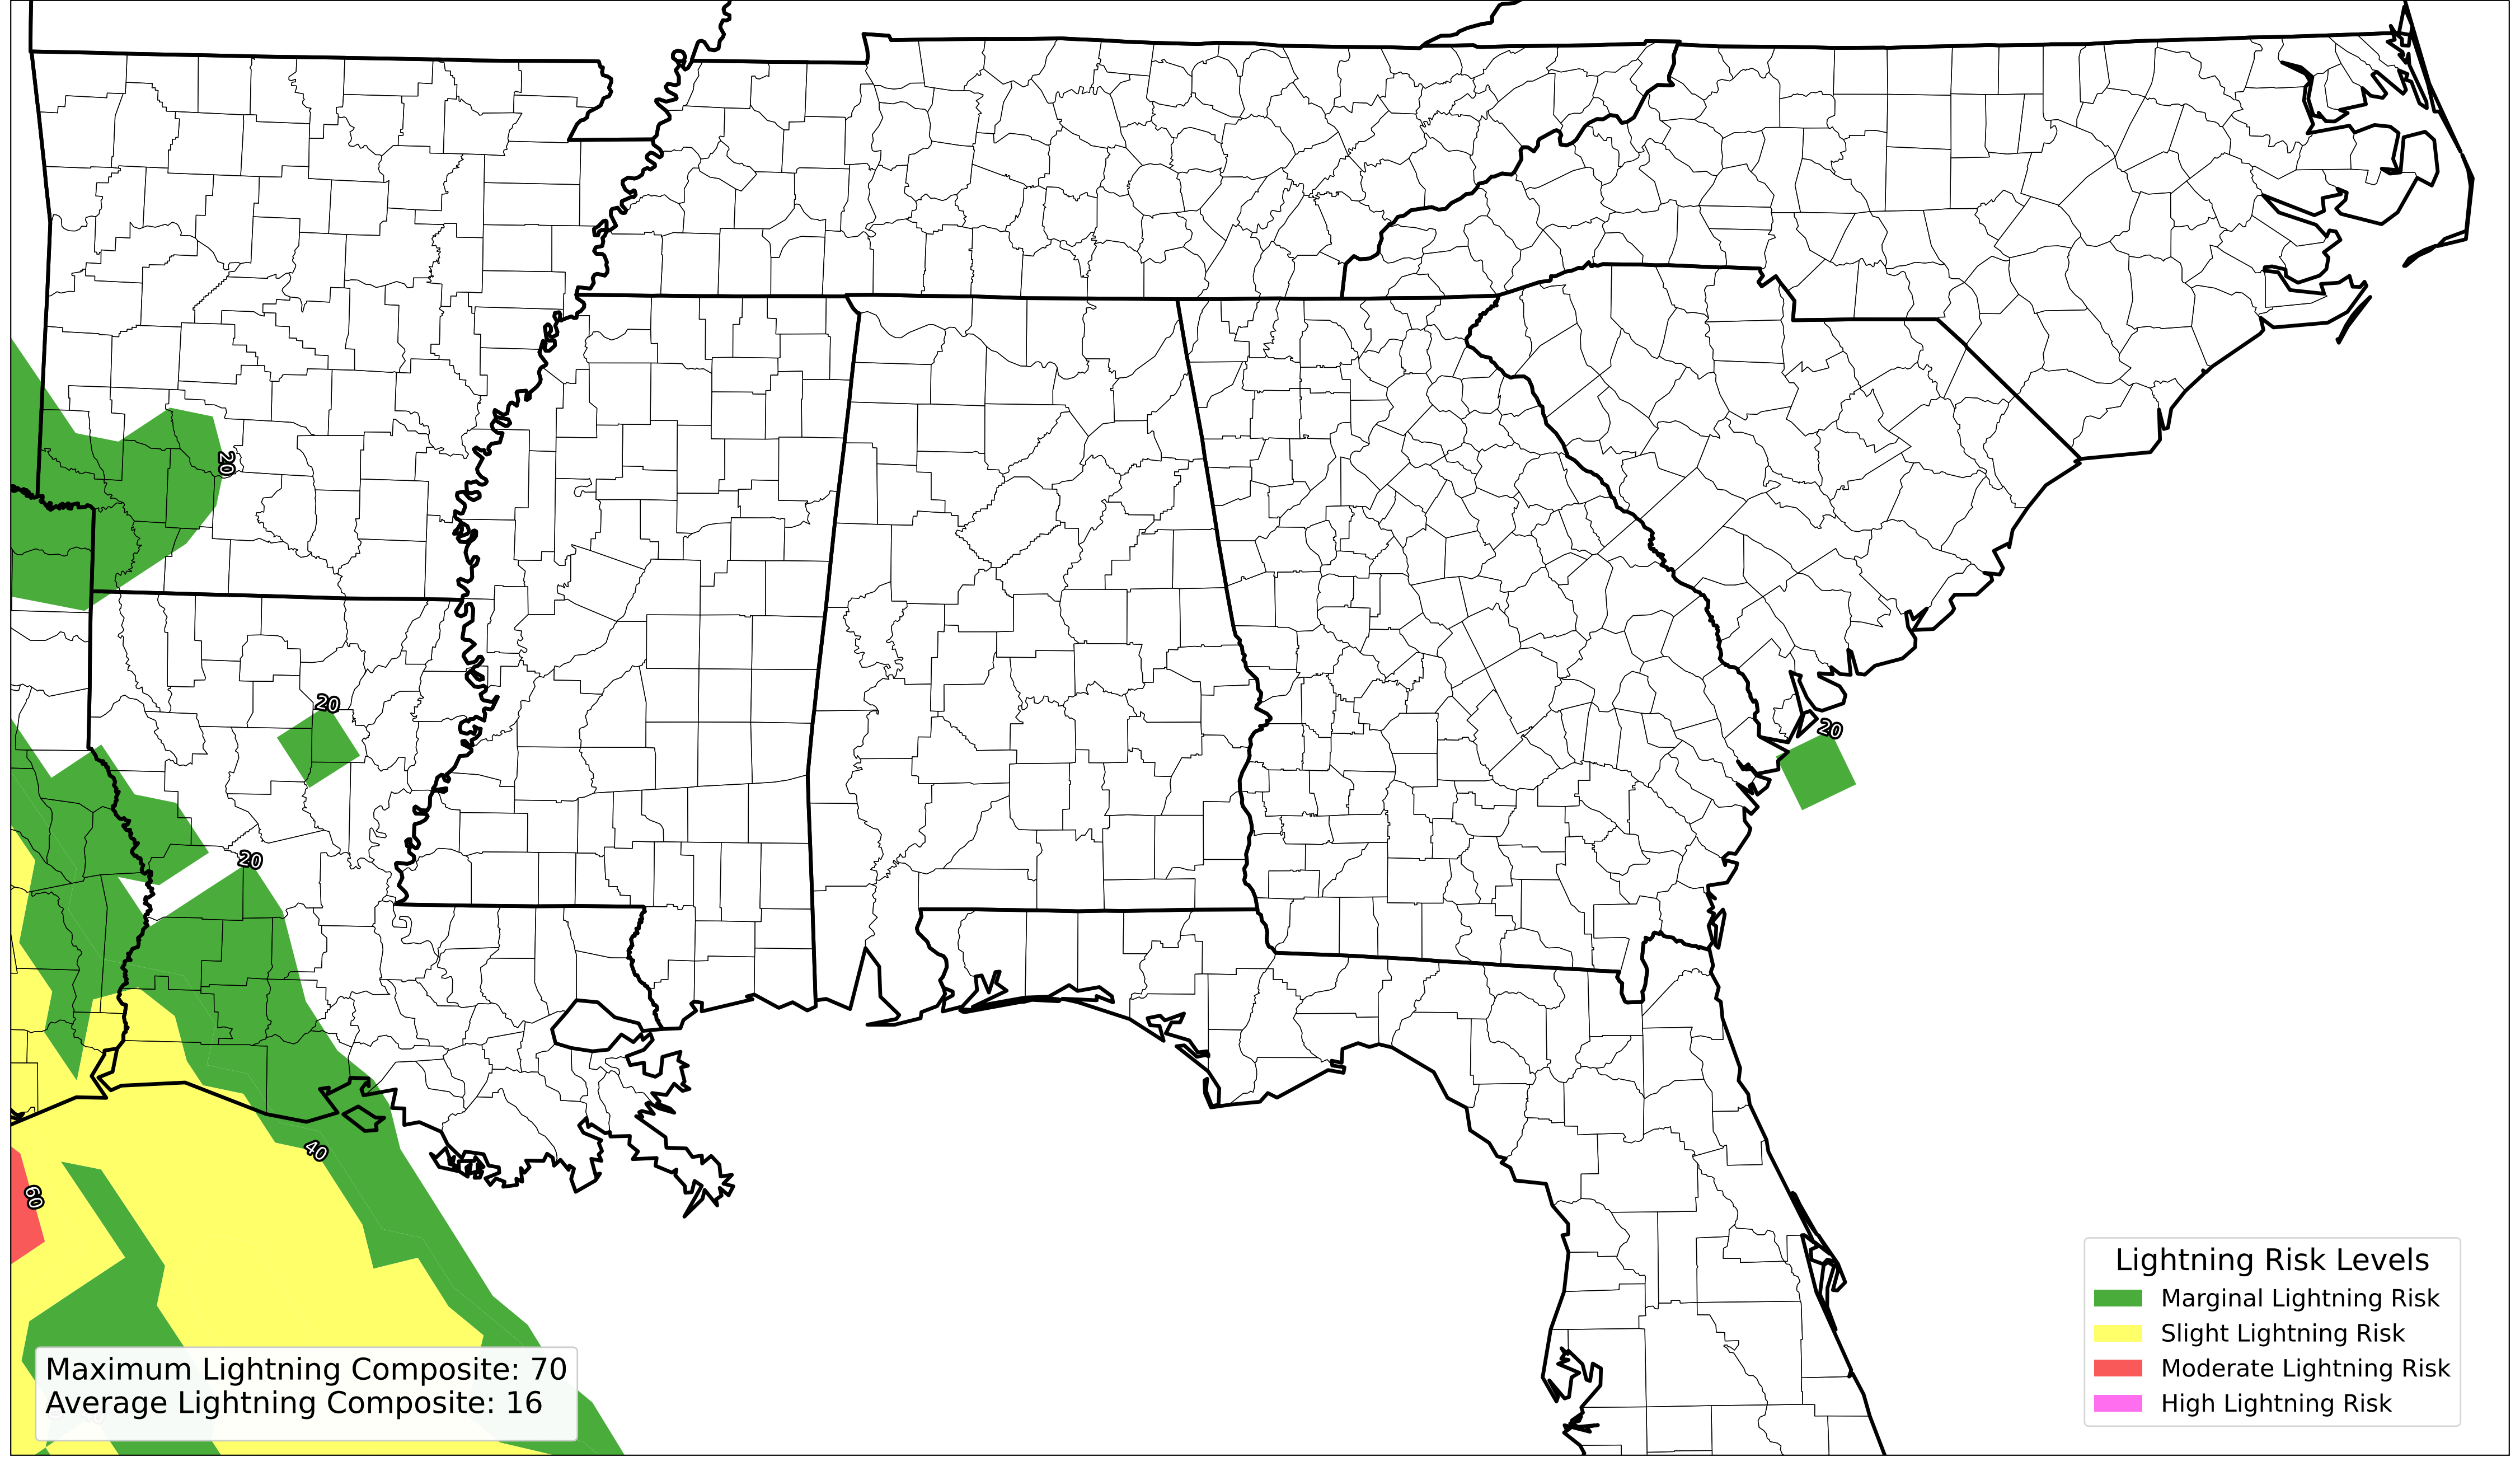 20
20
20
20
40
60
Maximum Lightning Composite: 70
Average Lightning Composite: 16
Lightning Risk Levels
Marginal Lightning Risk
Slight Lightning Risk
Moderate Lightning Risk
High Lightning Risk